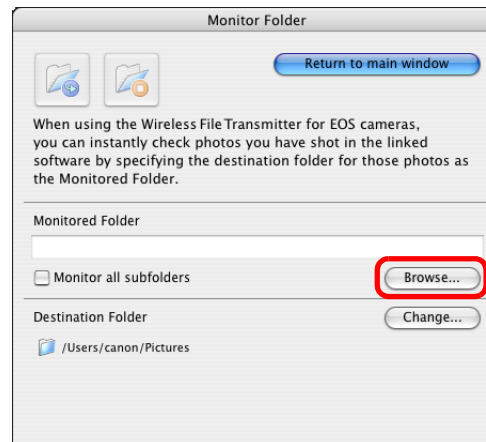 Monitor Folder
Return to main window
When using the Wireless File Transmitter for EOS cameras,
you can instantly check photos you have shot in the linked
software by specifying the destination folder for those photos as
the Monitored Folder.
Monitored Folder
Monitor all subfolders
Browse...
Destination Folder
Change...
/Users/canon/Pictures